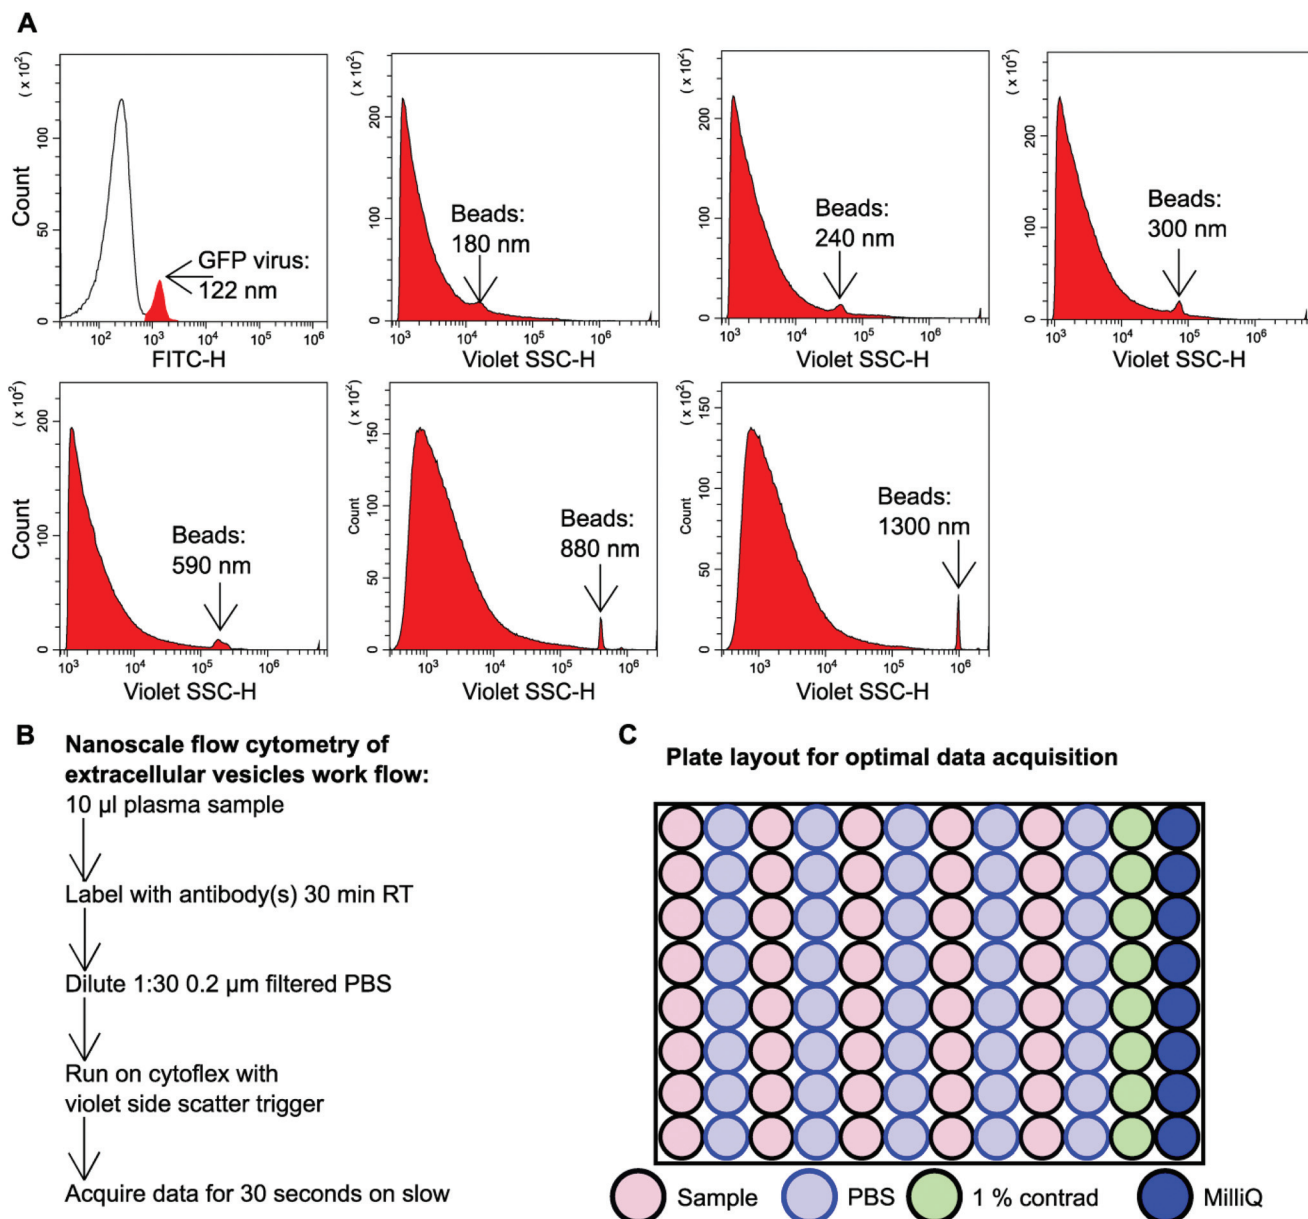 A
( x 10²)
Count
100
50
0
10² 10³ 10⁴ 10⁵ 10⁶
FITC-H
GFP virus:
122 nm
( x 10²)
200
100
0
10³ 10⁴ 10⁵ 10⁶
Violet SSC-H
Beads:
180 nm
( x 10²)
200
100
0
10³ 10⁴ 10⁵ 10⁶
Violet SSC-H
Beads:
240 nm
( x 10²)
200
100
0
10³ 10⁴ 10⁵ 10⁶
Violet SSC-H
Beads:
300 nm
( x 10²)
Count
200
100
0
10³ 10⁴ 10⁵ 10⁶
Violet SSC-H
Beads:
590 nm
( x 10²)
Count
150
100
50
0
10³ 10⁴ 10⁵ 10⁶
Violet SSC-H
Beads:
880 nm
( x 10²)
Count
150
100
50
0
10³ 10⁴ 10⁵ 10⁶
Violet SSC-H
Beads:
1300 nm
B
Nanoscale flow cytometry of
extracellular vesicles work flow:
10 µl plasma sample
Label with antibody(s) 30 min RT
Dilute 1:30 0.2 µm filtered PBS
Run on cytoflex with
violet side scatter trigger
Acquire data for 30 seconds on slow
C
Plate layout for optimal data acquisition
Sample PBS 1 % contrad MilliQ